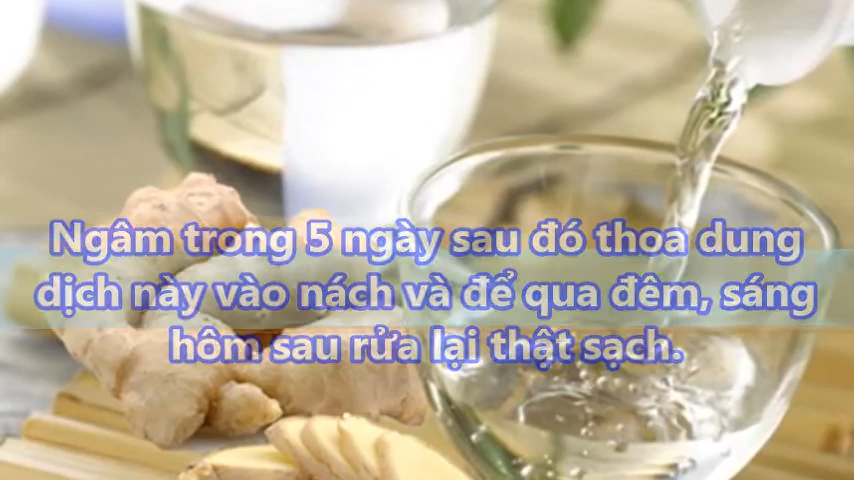 Ngâm trong 5 ngày sau đó thoa dung
dịch này vào nách và để qua đêm, sáng
hôm sau rửa lại thật sạch.